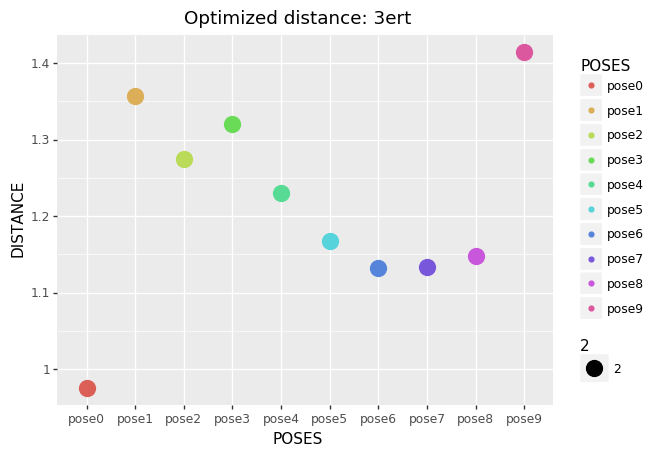 Optimized distance: 3ert
DISTANCE
1.4
1.3
1.2
1.1
1
pose0 pose1 pose2 pose3 pose4 pose5 pose6 pose7 pose8 pose9
POSES
POSES
pose0
pose1
pose2
pose3
pose4
pose5
pose6
pose7
pose8
pose9
2
2